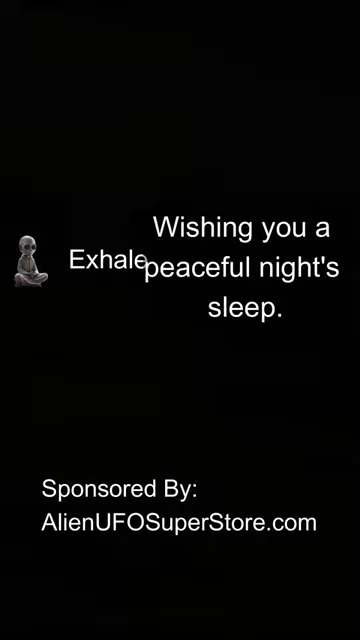 Exhale
Wishing you a
peaceful night's
sleep.
Sponsored By:
AlienUFOSuperStore.com